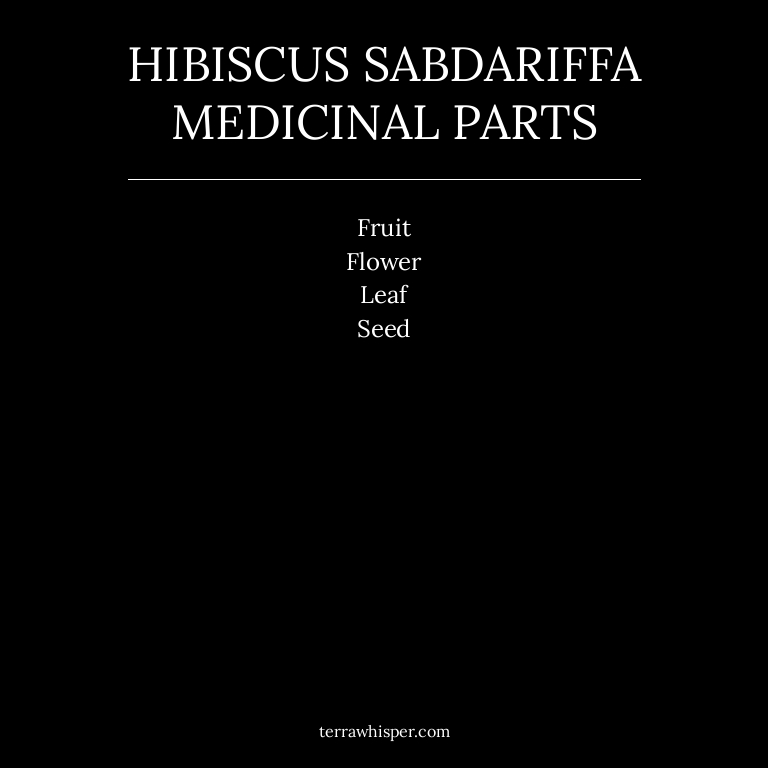 HIBISCUS SABDARIFFA
MEDICINAL PARTS
Fruit
Flower
Leaf
Seed
terrawhisper.com